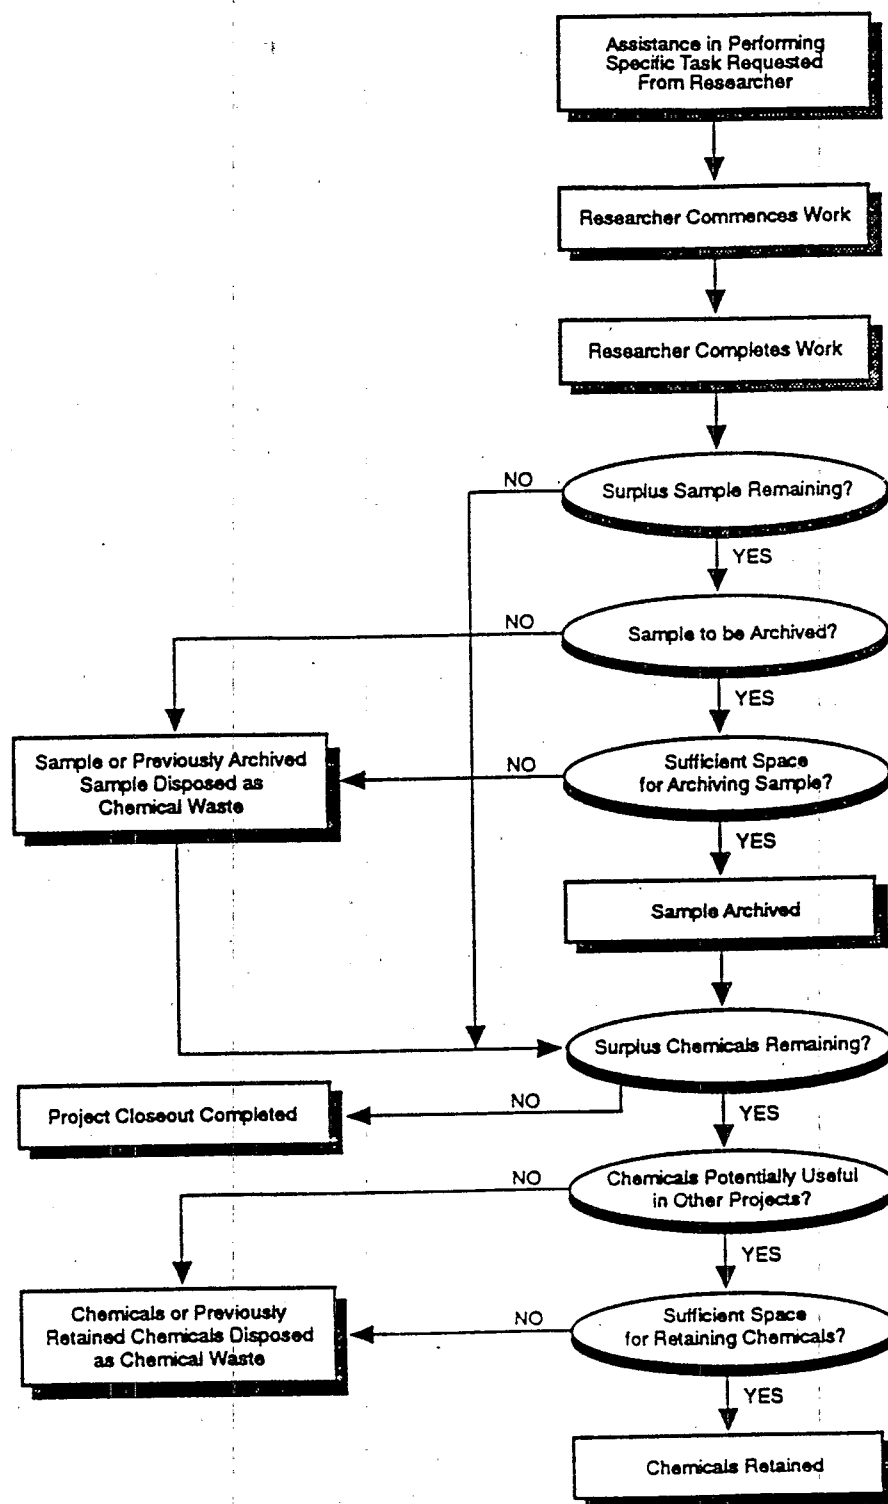 Assistance in Performing
Specific Task Requested
From Researcher
Researcher Commences Work
Researcher Completes Work
NO
Surplus Sample Remaining?
YES
NO
Sample to be Archived?
YES
Sample or Previously Archived
Sample Disposed as
Chemical Waste
NO
Sufficient Space
for Archiving Sample?
YES
Sample Archived
Surplus Chemicals Remaining?
Project Closeout Completed
NO
YES
NO
Chemicals Potentially Useful
in Other Projects?
YES
Chemicals or Previously
Retained Chemicals Disposed
as Chemical Waste
NO
Sufficient Space
for Retaining Chemicals?
YES
Chemicals Retained